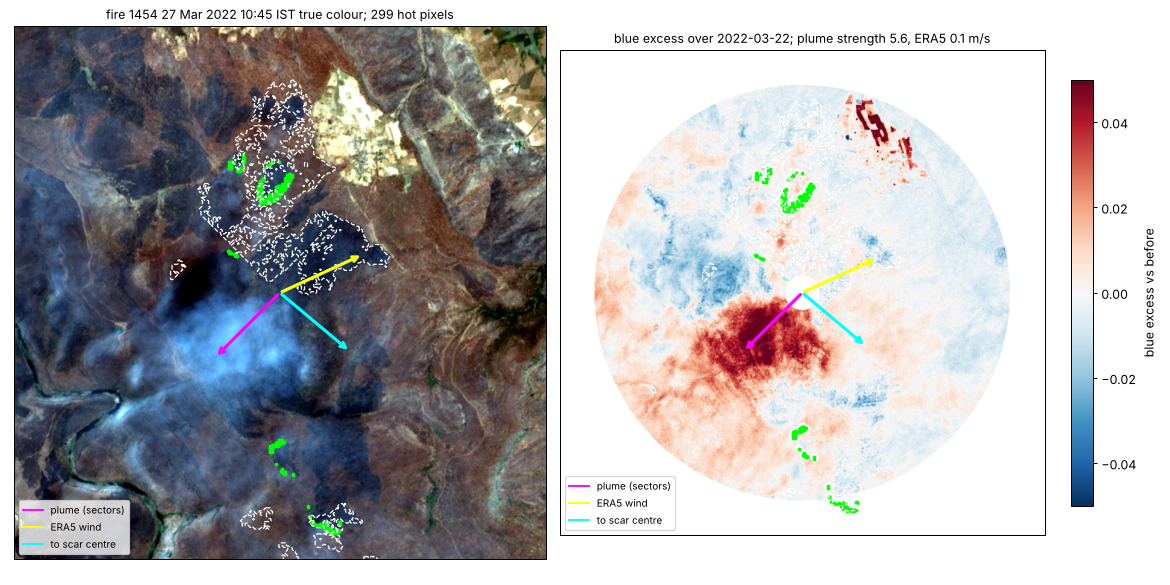 fire 1454 27 Mar 2022 10:45 IST true colour; 299 hot pixels
plume (sectors)
ERA5 wind
to scar centre
blue excess over 2022-03-22; plume strength 5.6, ERA5 0.1 m/s
plume (sectors)
ERA5 wind
to scar centre
0.04
0.02
0.00
−0.02
−0.04
blue excess vs before